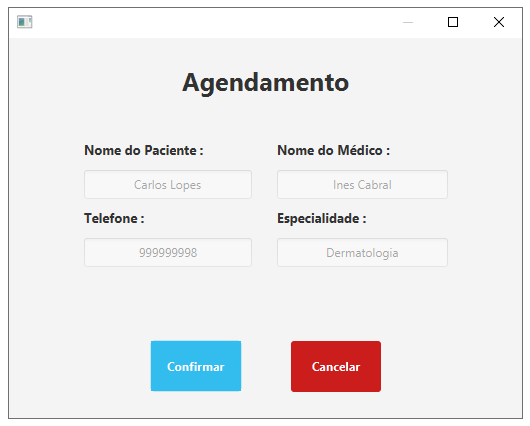 Agendamento
Nome do Paciente : Nome do Médico :
Carlos Lopes Ines Cabral
Telefone : Especialidade :
999999998 Dermatologia
Confirmar Cancelar